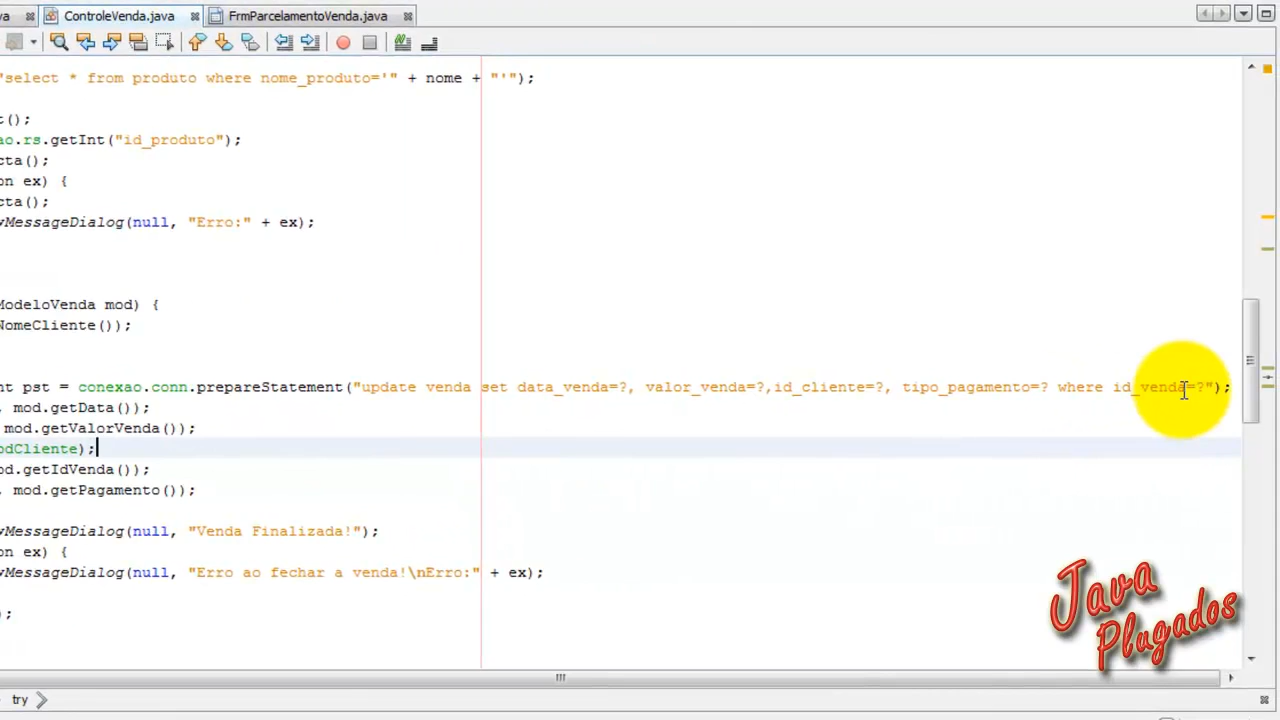 ControleVenda.java FrmParcelamentoVenda.java
"select * from produto where nome_produto='" + nome + "'");
t();
ao.rs.getInt("id_produto");
cta();
on ex) {
cta();
wMessageDialog(null, "Erro:" + ex);
ModeloVenda mod) {
NomeCliente());
nt pst = conexao.conn.prepareStatement("update venda set data_venda=?, valor_venda=?,id_cliente=?, tipo_pagamento=? where id_venda=?");
, mod.getData());
mod.getValorVenda());
odCliente);
od.getIdVenda());
, mod.getPagamento());
wMessageDialog(null, "Venda Finalizada!");
on ex) {
wMessageDialog(null, "Erro ao fechar a venda!\nErro:" + ex);
);
Java
Plugados
try